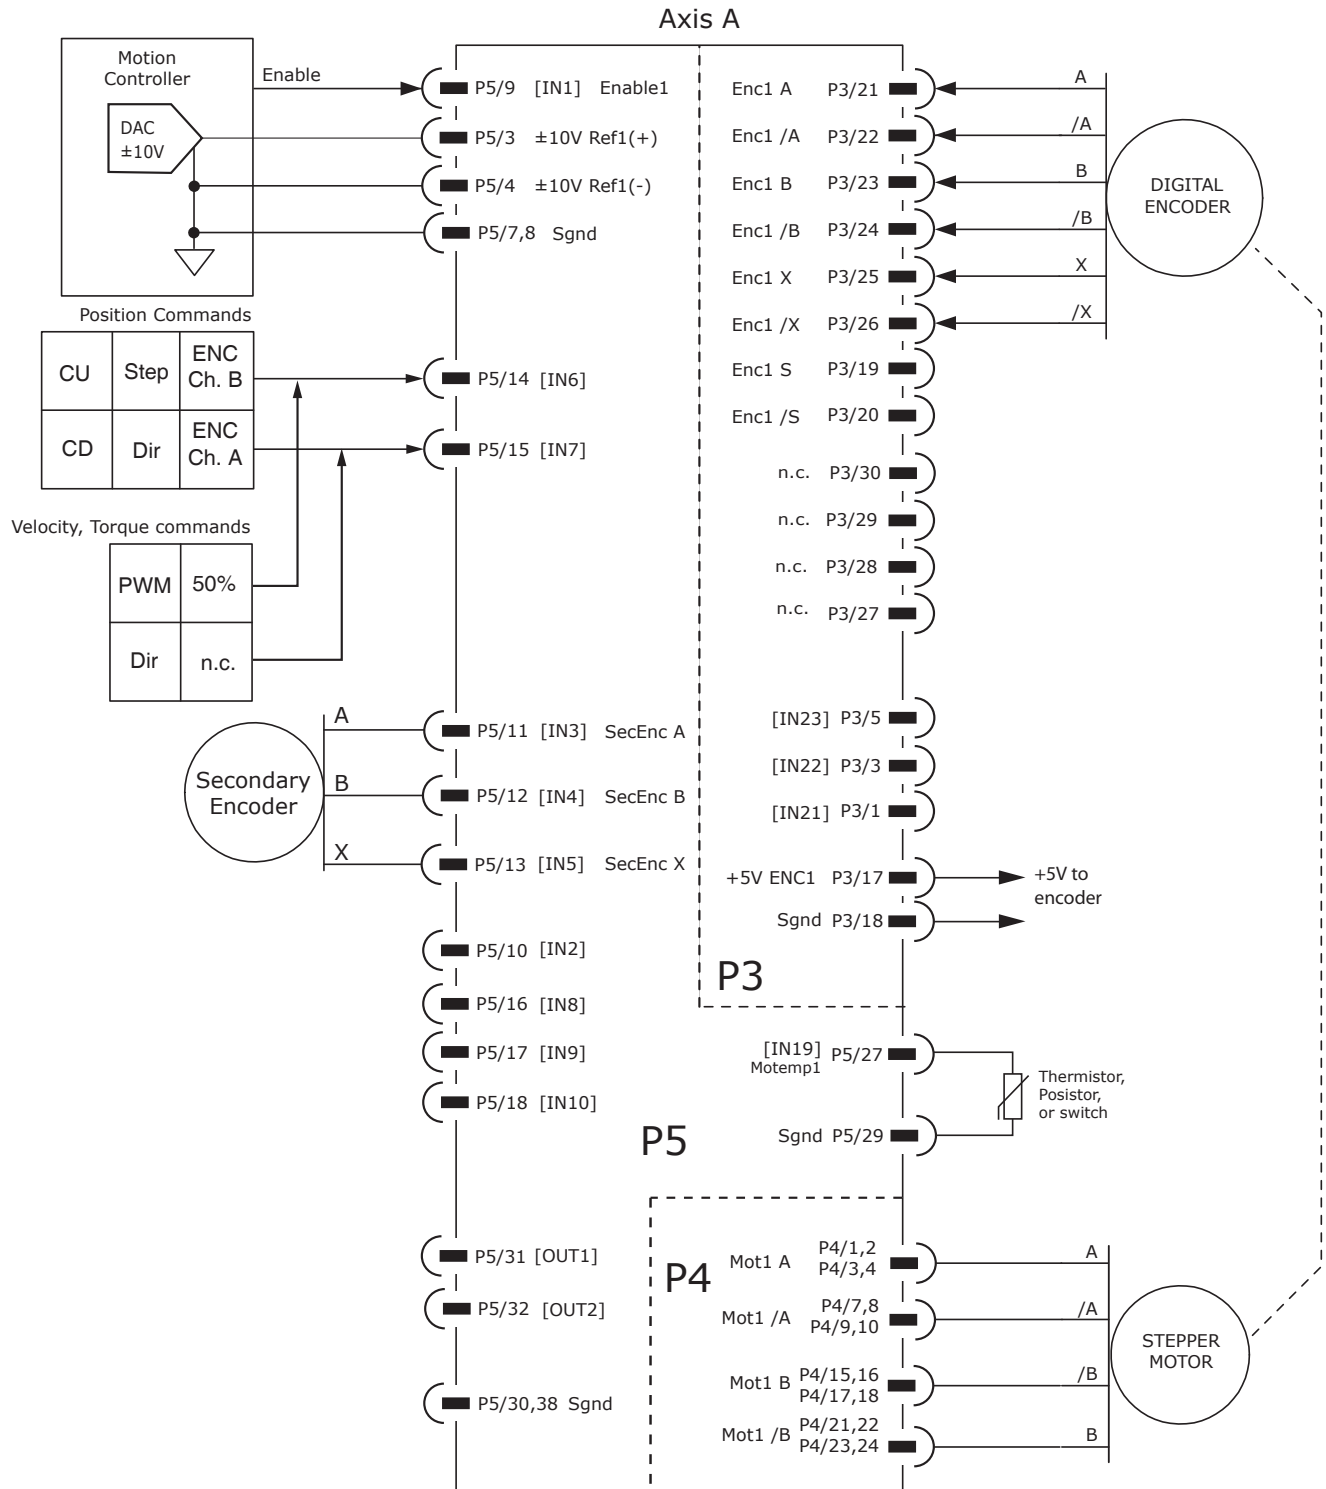 Axis A
Motion
Controller
DAC
±10V
Enable
P5/9 [IN1] Enable1
P5/3 ±10V Ref1(+)
P5/4 ±10V Ref1(-)
P5/7,8 Sgnd
Position Commands
CU Step ENC
Ch. B
CD Dir ENC
Ch. A
P5/14 [IN6]
P5/15 [IN7]
Velocity, Torque commands
PWM 50%
Dir n.c.
Secondary
Encoder
A
B
X
P5/11 [IN3] SecEnc A
P5/12 [IN4] SecEnc B
P5/13 [IN5] SecEnc X
P5/10 [IN2]
P5/16 [IN8]
P5/17 [IN9]
P5/18 [IN10]
P5
P5/31 [OUT1]
P5/32 [OUT2]
P5/30,38 Sgnd
Enc1 A P3/21
Enc1 /A P3/22
Enc1 B P3/23
Enc1 /B P3/24
Enc1 X P3/25
Enc1 /X P3/26
Enc1 S P3/19
Enc1 /S P3/20
n.c. P3/30
n.c. P3/29
n.c. P3/28
n.c. P3/27
[IN23] P3/5
[IN22] P3/3
[IN21] P3/1
+5V ENC1 P3/17
Sgnd P3/18
P3
A
/A
B
/B
X
/X
DIGITAL
ENCODER
+5V to
encoder
[IN19] P5/27
Motemp1
Sgnd P5/29
Thermistor,
Posistor,
or switch
P4
Mot1 A P4/1,2
P4/3,4
Mot1 /A P4/7,8
P4/9,10
Mot1 B P4/15,16
P4/17,18
Mot1 /B P4/21,22
P4/23,24
A
/A
/B
B
STEPPER
MOTOR